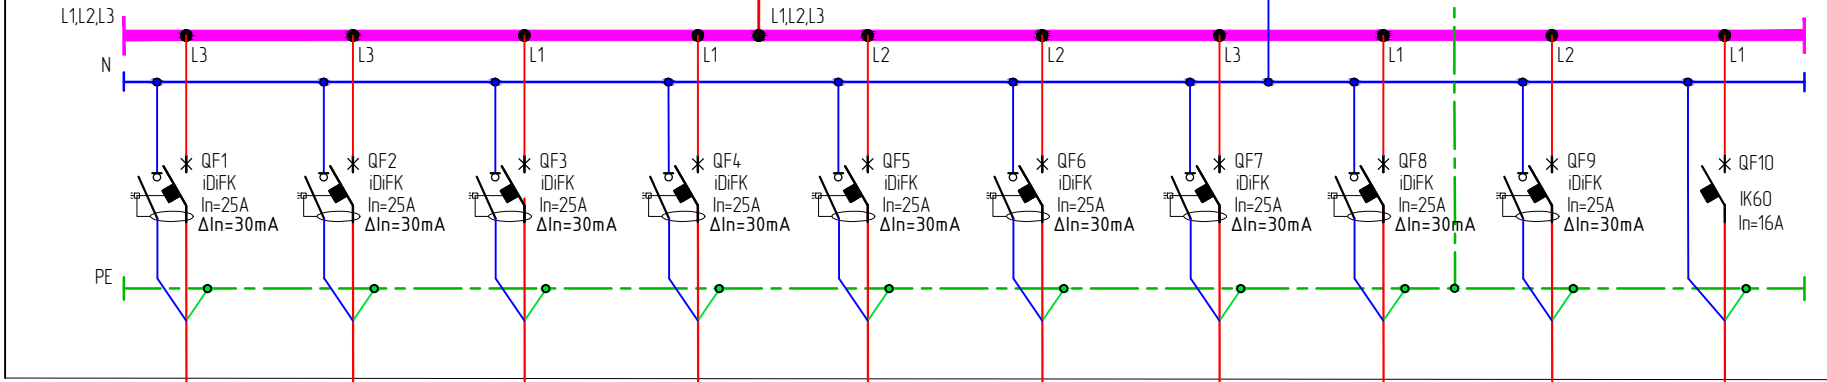 L1,L2,L3
L1,L2,L3
L3
L3
L1
L1
L2
L2
L3
L1
L2
L1
N
QF1
iDiFK
In=25A
ΔIn=30mA
QF2
iDiFK
In=25A
ΔIn=30mA
QF3
iDiFK
In=25A
ΔIn=30mA
QF4
iDiFK
In=25A
ΔIn=30mA
QF5
iDiFK
In=25A
ΔIn=30mA
QF6
iDiFK
In=25A
ΔIn=30mA
QF7
iDiFK
In=25A
ΔIn=30mA
QF8
iDiFK
In=25A
ΔIn=30mA
QF9
iDiFK
In=25A
ΔIn=30mA
QF10
IK60
In=16A
PE